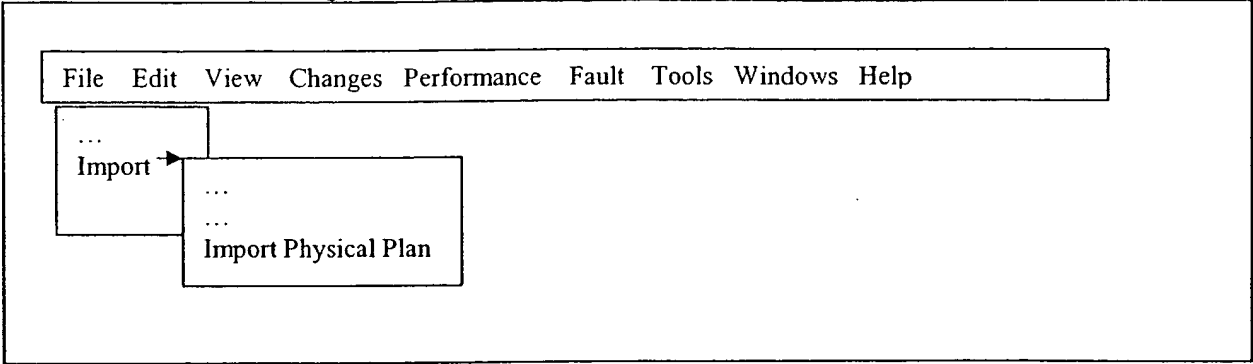 File Edit View Changes Performance Fault Tools Windows Help
...
Import
...
...
Import Physical Plan